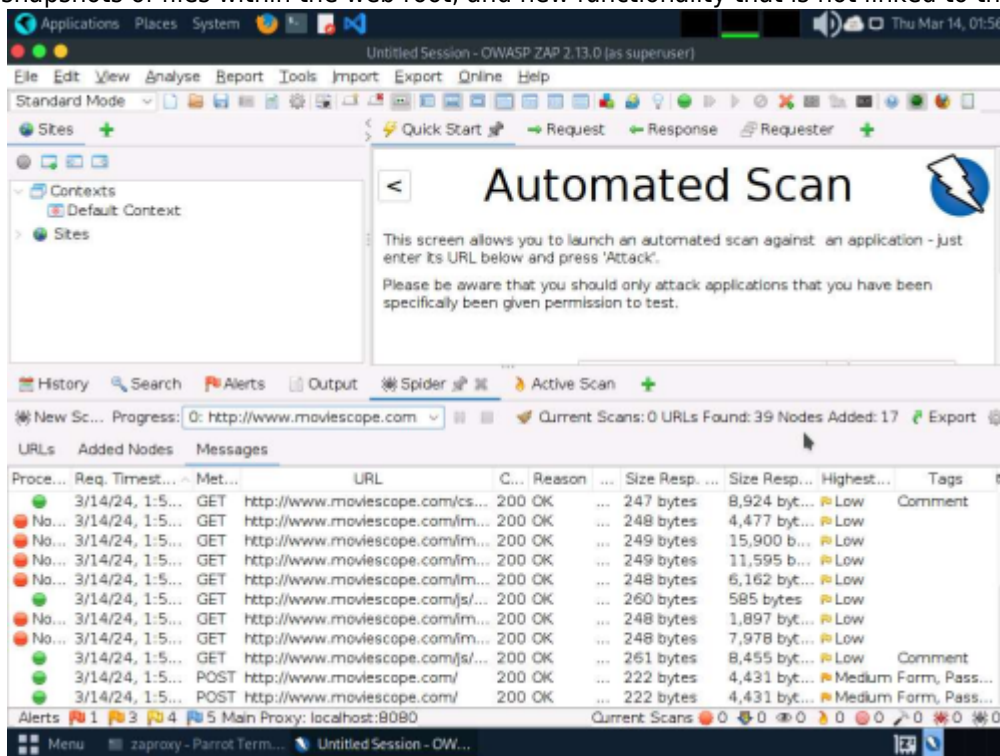 snapshots of files within the web root, and new functionality that is not linked to th
Applications Places System Thu Mar 14, 01:56
Untitled Session - OWASP ZAP 2.13.0 (as superuser)
File Edit View Analyse Report Tools Import Export Online Help
Standard Mode
Sites Quick Start Request Response Requester
< Automated Scan
Contexts
Default Context
Sites
This screen allows you to launch an automated scan against an application - just
enter its URL below and press 'Attack'.
Please be aware that you should only attack applications that you have been
specifically been given permission to test.
History Search Alerts Output Spider Active Scan
New Sc... Progress: 0: http://www.moviescope.com Current Scans: 0 URLs Found: 39 Nodes Added: 17 Export
URLs Added Nodes Messages
Proce... Req. Timest... Met... URL C... Reason ... Size Resp. ... Size Resp... Highest... Tags
3/14/24, 1:5... GET http://www.moviescope.com/cs... 200 OK ... 247 bytes 8,924 byt... Low Comment
No... 3/14/24, 1:5... GET http://www.moviescope.com/im... 200 OK ... 248 bytes 4,477 byt... Low
No... 3/14/24, 1:5... GET http://www.moviescope.com/im... 200 OK ... 249 bytes 15,900 b... Low
No... 3/14/24, 1:5... GET http://www.moviescope.com/im... 200 OK ... 249 bytes 11,595 b... Low
No... 3/14/24, 1:5... GET http://www.moviescope.com/im... 200 OK ... 248 bytes 6,162 byt... Low
3/14/24, 1:5... GET http://www.moviescope.com/js/... 200 OK ... 260 bytes 585 bytes Low
No... 3/14/24, 1:5... GET http://www.moviescope.com/im... 200 OK ... 248 bytes 1,897 byt... Low
No... 3/14/24, 1:5... GET http://www.moviescope.com/im... 200 OK ... 248 bytes 7,978 byt... Low
3/14/24, 1:5... GET http://www.moviescope.com/js/... 200 OK ... 261 bytes 8,455 byt... Low Comment
3/14/24, 1:5... POST http://www.moviescope.com/ 200 OK ... 222 bytes 4,431 byt... Medium Form, Pass...
3/14/24, 1:5... POST http://www.moviescope.com/ 200 OK ... 222 bytes 4,431 byt... Medium Form, Pass...
Alerts 1 3 4 5 Main Proxy: localhost:8080 Current Scans 0 0 0 0 0 0 0 0
Menu zaproxy - Parrot Term... Untitled Session - OW...